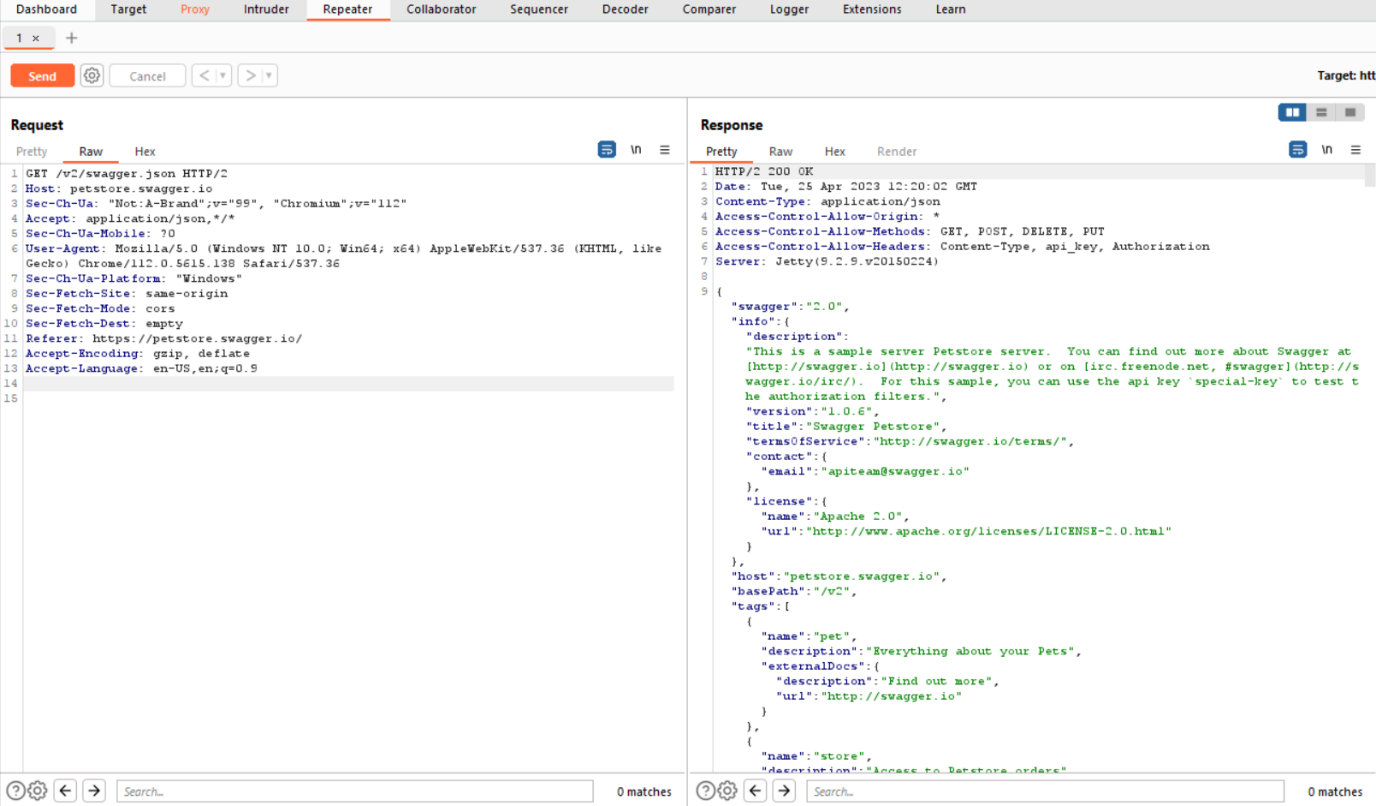 Dashboard Target Proxy Intruder Repeater Collaborator Sequencer Decoder Comparer Logger Extensions Learn
1 × +
Send Cancel < > Target: htt
Request
Pretty Raw Hex \n
1 GET /v2/swagger.json HTTP/2
2 Host: petstore.swagger.io
3 Sec-Ch-Ua: "Not:A-Brand";v="99", "Chromium";v="112"
4 Accept: application/json,*/*
5 Sec-Ch-Ua-Mobile: ?0
6 User-Agent: Mozilla/5.0 (Windows NT 10.0; Win64; x64) AppleWebKit/537.36 (KHTML, like
Gecko) Chrome/112.0.5615.138 Safari/537.36
7 Sec-Ch-Ua-Platform: "Windows"
8 Sec-Fetch-Site: same-origin
9 Sec-Fetch-Mode: cors
10 Sec-Fetch-Dest: empty
11 Referer: https://petstore.swagger.io/
12 Accept-Encoding: gzip, deflate
13 Accept-Language: en-US,en;q=0.9
14
15
Search... 0 matches
Response
Pretty Raw Hex Render \n
1 HTTP/2 200 OK
2 Date: Tue, 25 Apr 2023 12:20:02 GMT
3 Content-Type: application/json
4 Access-Control-Allow-Origin: *
5 Access-Control-Allow-Methods: GET, POST, DELETE, PUT
6 Access-Control-Allow-Headers: Content-Type, api_key, Authorization
7 Server: Jetty(9.2.9.v20150224)
8
9 {
"swagger":"2.0",
"info":{
"description":
"This is a sample server Petstore server.  You can find out more about Swagger at
[http://swagger.io](http://swagger.io) or on [irc.freenode.net, #swagger](http://s
wagger.io/irc/).  For this sample, you can use the api key `special-key` to test t
he authorization filters.",
"version":"1.0.6",
"title":"Swagger Petstore",
"termsOfService":"http://swagger.io/terms/",
"contact":{
"email":"apiteam@swagger.io"
},
"license":{
"name":"Apache 2.0",
"url":"http://www.apache.org/licenses/LICENSE-2.0.html"
}
},
"host":"petstore.swagger.io",
"basePath":"/v2",
"tags":[
{
"name":"pet",
"description":"Everything about your Pets",
"externalDocs":{
"description":"Find out more",
"url":"http://swagger.io"
}
},
{
"name":"store",
"description":"Access to Petstore orders"
Search... 0 matches